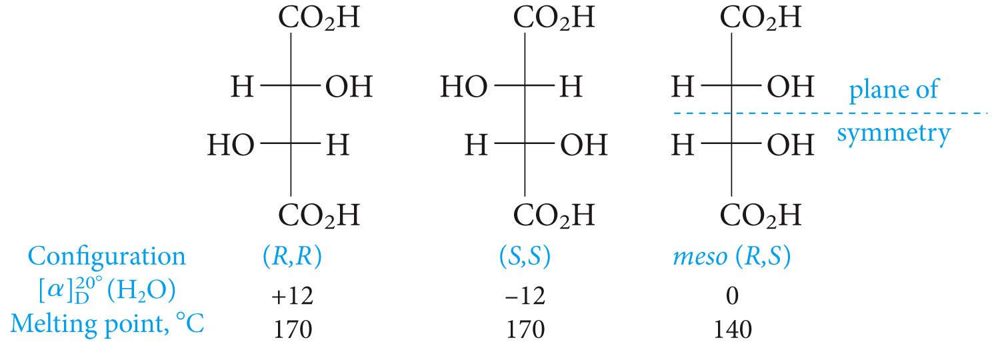 CO₂H CO₂H CO₂H
H OH HO H H OH plane of
symmetry
HO H H OH H OH
CO₂H CO₂H CO₂H
Configuration (R,R) (S,S) meso (R,S)
[α]D20° (H₂O) +12 –12 0
Melting point, °C 170 170 140